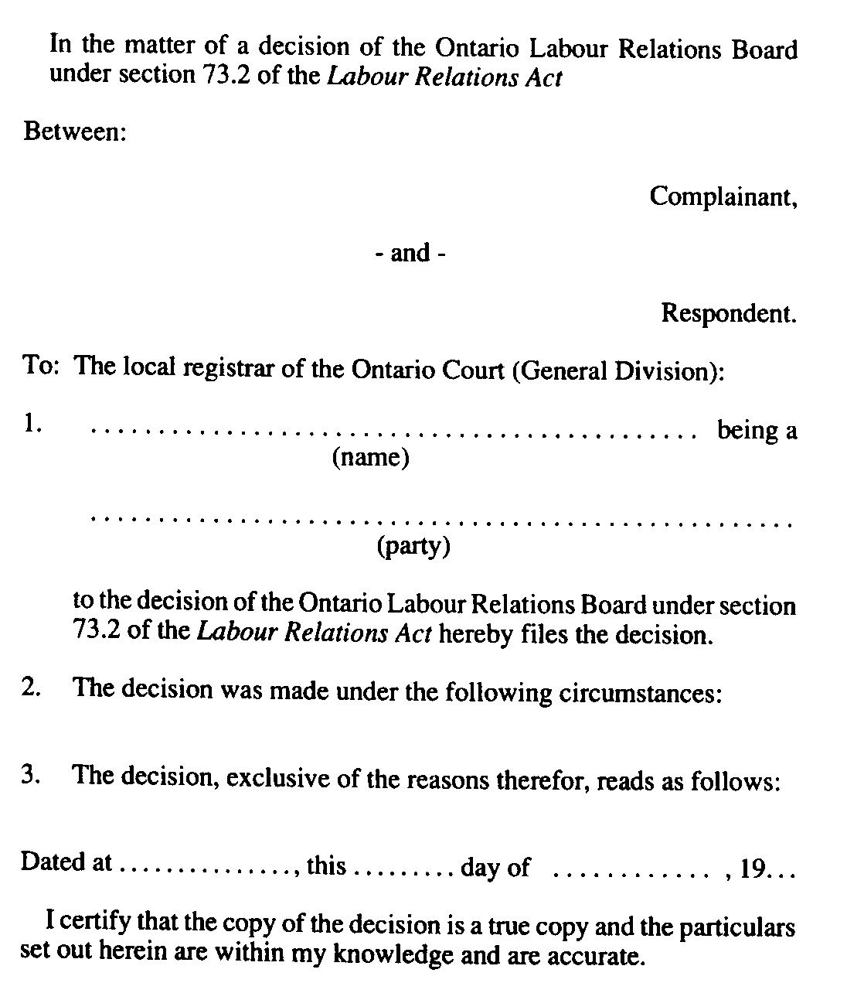 In the matter of a decision of the Ontario Labour Relations Board
under section 73.2 of the Labour Relations Act
Between:
Complainant,
- and -
Respondent.
To: The local registrar of the Ontario Court (General Division):
1. ............................................. being a
(name)
....................................................
(party)
to the decision of the Ontario Labour Relations Board under section
73.2 of the Labour Relations Act hereby files the decision.
2. The decision was made under the following circumstances:
3. The decision, exclusive of the reasons therefor, reads as follows:
Dated at ..............., this ......... day of ............ , 19...
I certify that the copy of the decision is a true copy and the particulars
set out herein are within my knowledge and are accurate.